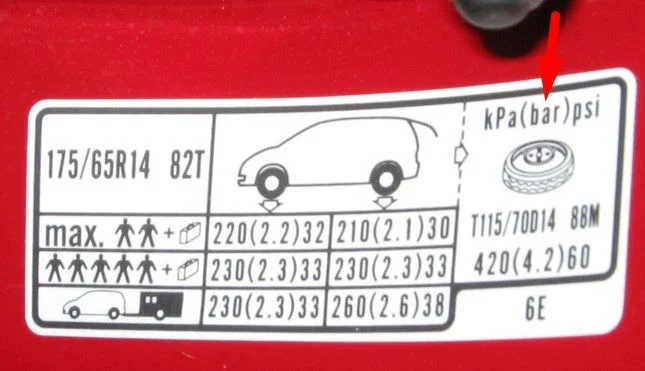 kPa(bar)psi
175/65R14 82T
T115/70D14 88M
max. + 220(2.2)32 210(2.1)30
420(4.2)60
+ 230(2.3)33 230(2.3)33
230(2.3)33 260(2.6)38
6E